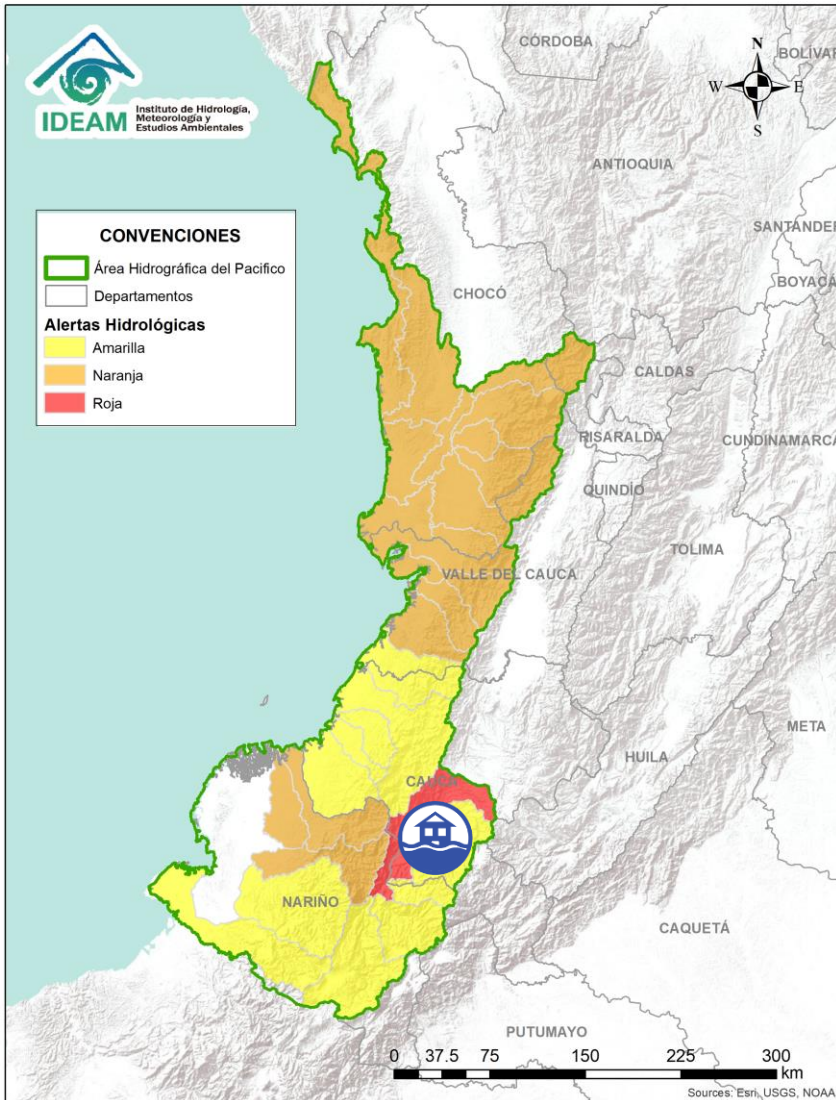 IDEAM
Instituto de Hidrología,
Meteorología y
Estudios Ambientales
CÓRDOBA
BOLÍVAR
N
W
E
S
ANTIOQUIA
SANTANDER
BOYACÁ
CONVENCIONES
Área Hidrográfica del Pacifico
Departamentos
Alertas Hidrológicas
Amarilla
Naranja
Roja
CHOCÓ
CALDAS
RISARALDA
CUNDINAMARCA
QUINDÍO
TOLIMA
VALLE DEL CAUCA
META
HUILA
CAUCA
NARIÑO
CAQUETÁ
PUTUMAYO
0 37.5 75 150 225 300
km
Sources: Esri, USGS, NOAA